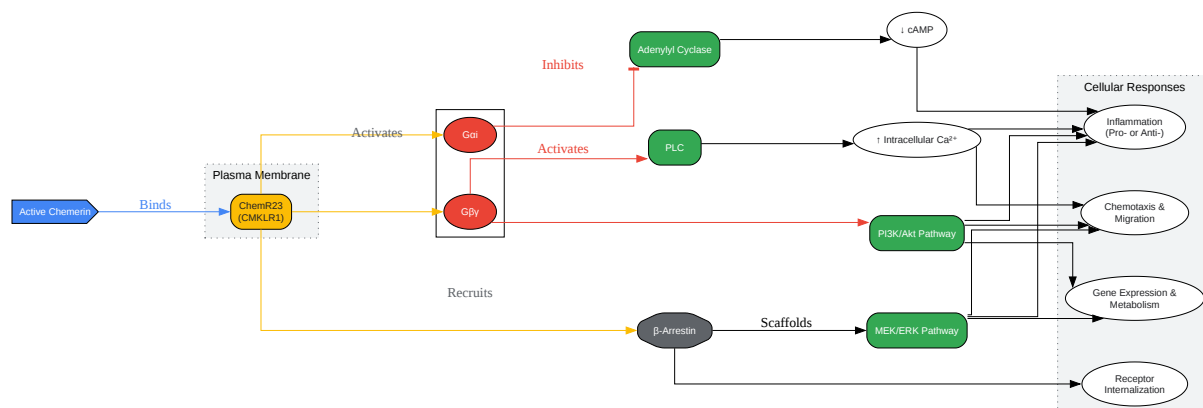 ↓ cAMP
Adenylyl Cyclase
Inhibits
Cellular Responses
Inflammation
(Pro- or Anti-)
Activates
Gαi
Activates
PLC
↑ Intracellular Ca²⁺
Plasma Membrane
Active Chemerin
Binds
ChemR23
(CMKLR1)
Gβγ
Chemotaxis &
Migration
PI3K/Akt Pathway
Recruits
Gene Expression &
Metabolism
β-Arrestin
Scaffolds
MEK/ERK Pathway
Receptor
Internalization